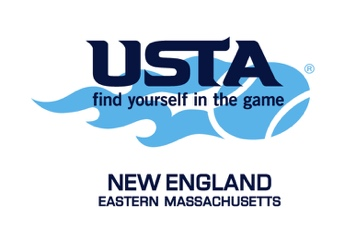 USTA
®
find yourself in the game
NEW ENGLAND
EASTERN MASSACHUSETTS